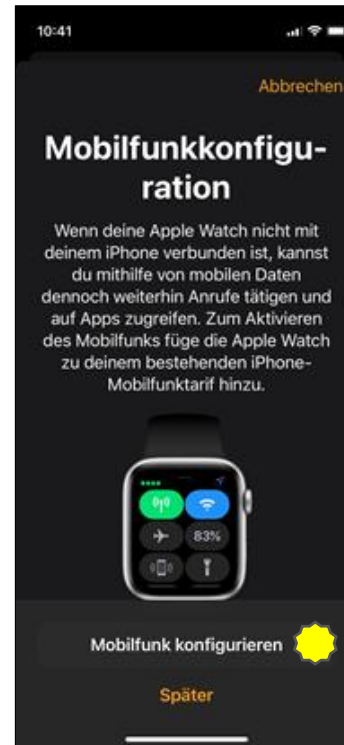 10:41
Abbrechen
Mobilfunkkonfigu-
ration
Wenn deine Apple Watch nicht mit
deinem iPhone verbunden ist, kannst
du mithilfe von mobilen Daten
dennoch weiterhin Anrufe tätigen und
auf Apps zugreifen. Zum Aktivieren
des Mobilfunks füge die Apple Watch
zu deinem bestehenden iPhone-
Mobilfunktarif hinzu.
83%
Mobilfunk konfigurieren
Später